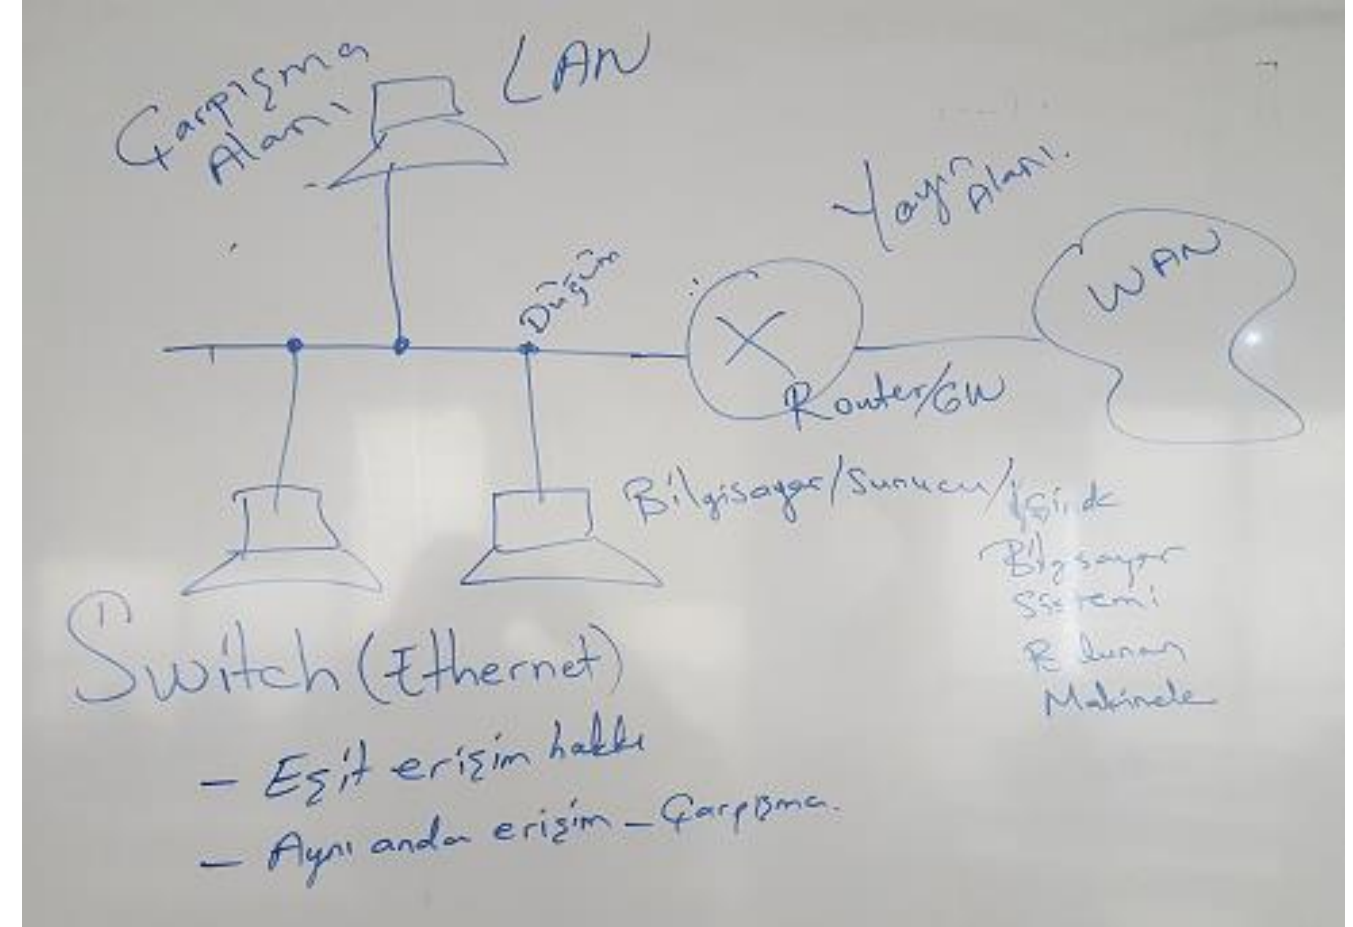 Çarpışma
Alanı
LAN
Yayın
Alanı.
WAN
Düğüm
Router/GW
Bilgisayar/Sunucu/İçinde
Bilgisayar
Sistemi
Bulunan
Makinele
Switch (Ethernet)
- Eşit erişim hakkı
- Aynı anda erişim - Çarpışma.